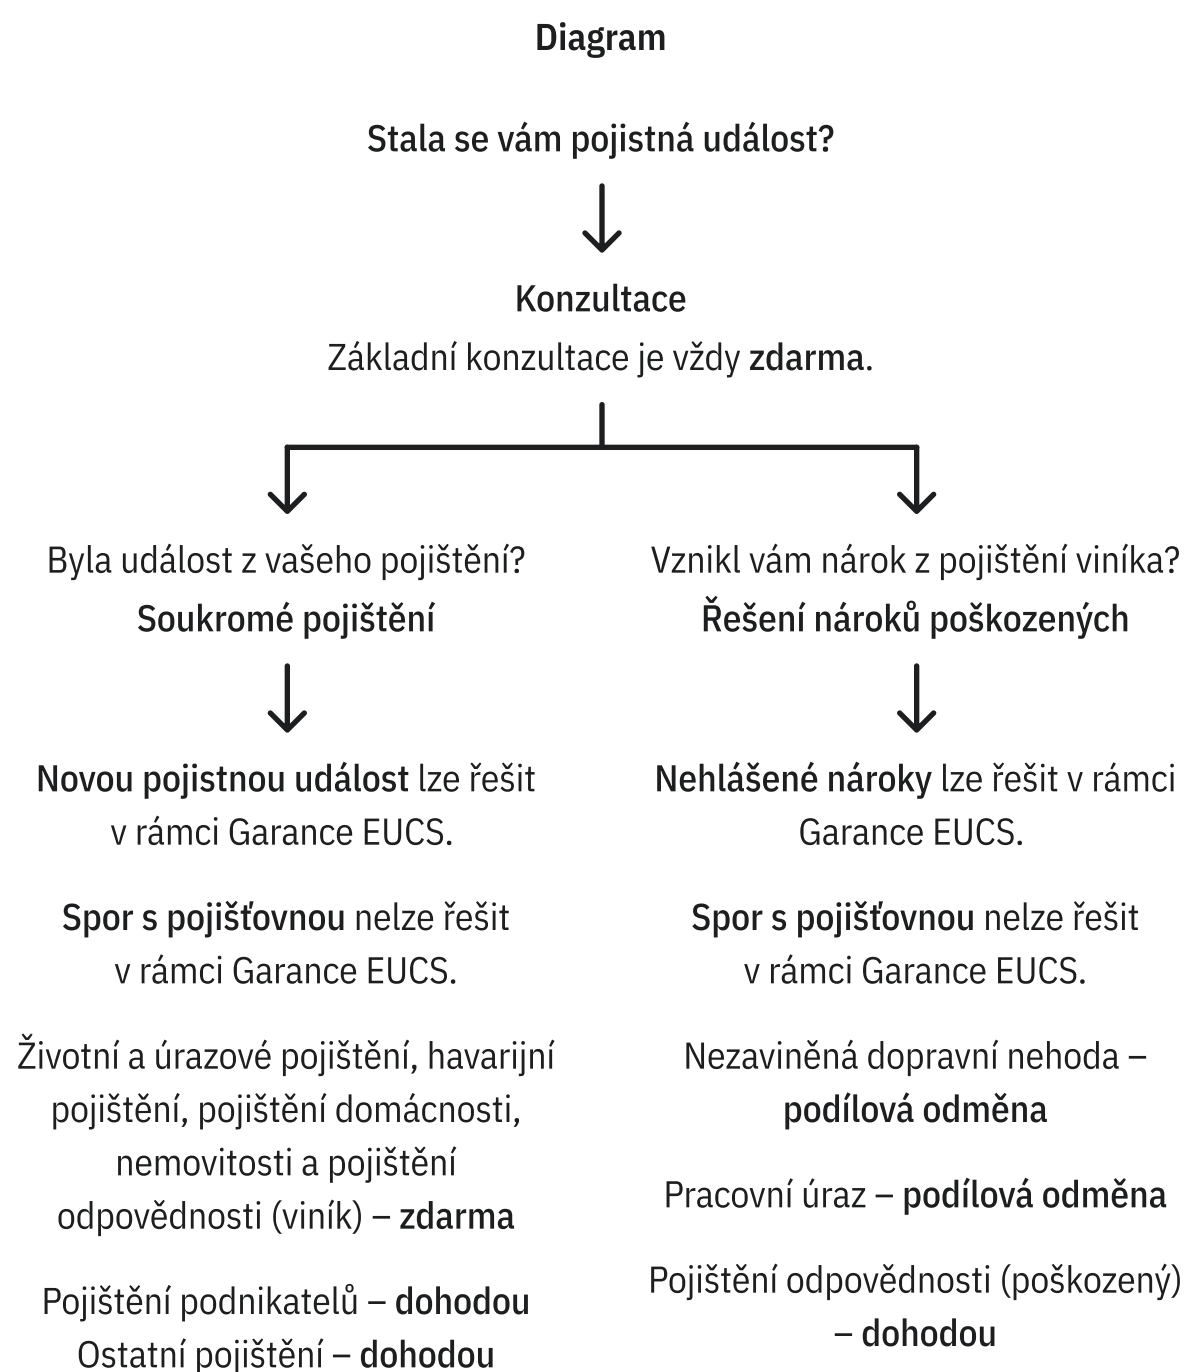 Diagram
Stala se vám pojistná událost?
Konzultace
Základní konzultace je vždy zdarma.
Byla událost z vašeho pojištění?
Soukromé pojištění
Novou pojistnou událost lze řešit
v rámci Garance EUCS.
Spor s pojišťovnou nelze řešit
v rámci Garance EUCS.
Životní a úrazové pojištění, havarijní
pojištění, pojištění domácnosti,
nemovitosti a pojištění
odpovědnosti (viník) – zdarma
Pojištění podnikatelů – dohodou
Ostatní pojištění – dohodou
Vznikl vám nárok z pojištění viníka?
Řešení nároků poškozených
Nehlášené nároky lze řešit v rámci
Garance EUCS.
Spor s pojišťovnou nelze řešit
v rámci Garance EUCS.
Nezaviněná dopravní nehoda –
podílová odměna
Pracovní úraz – podílová odměna
Pojištění odpovědnosti (poškozený)
– dohodou